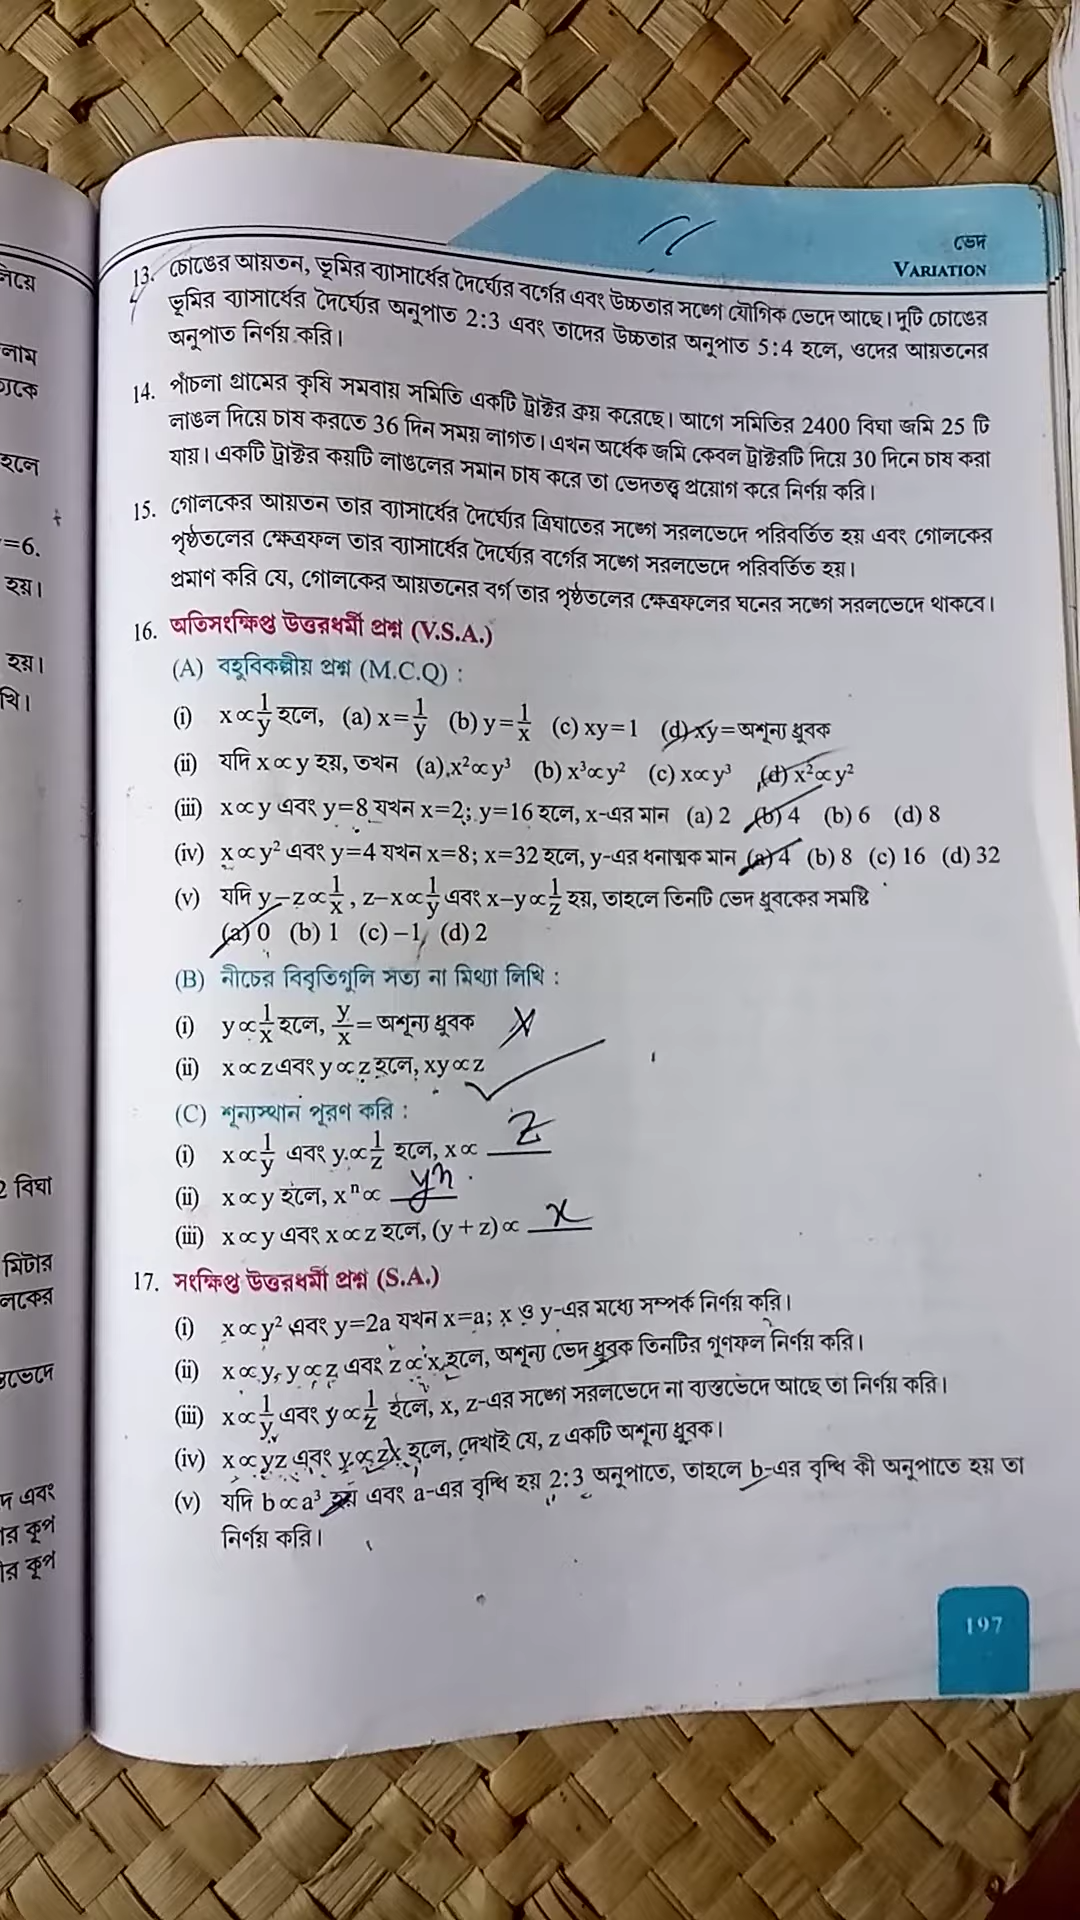 ভেদ
VARIATION
13. চোঙের আয়তন, ভূমির ব্যাসার্ধের দৈর্ঘ্যের বর্গের এবং উচ্চতার সঙ্গে যৌগিক ভেদে আছে। দুটি চোঙের
ভূমির ব্যাসার্ধের দৈর্ঘ্যের অনুপাত 2:3 এবং তাদের উচ্চতার অনুপাত 5:4 হলে, ওদের আয়তনের
অনুপাত নির্ণয় করি।
14. পাঁচলা গ্রামের কৃষি সমবায় সমিতি একটি ট্রাক্টর ক্রয় করেছে। আগে সমিতির 2400 বিঘা জমি 25 টি
লাঙল দিয়ে চাষ করতে 36 দিন সময় লাগত। এখন অর্ধেক জমি কেবল ট্রাক্টরটি দিয়ে 30 দিনে চাষ করা
যায়। একটি ট্রাক্টর কয়টি লাঙলের সমান চাষ করে তা ভেদতত্ত্ব প্রয়োগ করে নির্ণয় করি।
15. গোলকের আয়তন তার ব্যাসার্ধের দৈর্ঘ্যের ত্রিঘাতের সঙ্গে সরলভেদে পরিবর্তিত হয় এবং গোলকের
পৃষ্ঠতলের ক্ষেত্রফল তার ব্যাসার্ধের দৈর্ঘ্যের বর্গের সঙ্গে সরলভেদে পরিবর্তিত হয়।
প্রমাণ করি যে, গোলকের আয়তনের বর্গ তার পৃষ্ঠতলের ক্ষেত্রফলের ঘনের সঙ্গে সরলভেদে থাকবে।
16. অতিসংক্ষিপ্ত উত্তরধর্মী প্রশ্ন (V.S.A.)
(A) বহুবিকল্পীয় প্রশ্ন (M.C.Q) :
(i) x∝1/y হলে, (a) x=1/y (b) y=1/x (c) xy=1 (d) xy=অশূন্য ধ্রুবক
(ii) যদি x∝y হয়, তখন (a) x²∝y³ (b) x³∝y² (c) x∝y³ (d) x²∝y²
(iii) x∝y এবং y=8 যখন x=2; y=16 হলে, x-এর মান (a) 2 (b) 4 (b) 6 (d) 8
(iv) x∝y² এবং y=4 যখন x=8; x=32 হলে, y-এর ধনাত্মক মান (a) 4 (b) 8 (c) 16 (d) 32
(v) যদি y–z∝1/x, z–x∝1/y এবং x–y∝1/z হয়, তাহলে তিনটি ভেদ ধ্রুবকের সমষ্টি
(a) 0 (b) 1 (c) –1 (d) 2
(B) নীচের বিবৃতিগুলি সত্য না মিথ্যা লিখি :
(i) y∝1/x হলে, y/x = অশূন্য ধ্রুবক
(ii) x∝z এবং y∝z হলে, xy∝z
(C) শূন্যস্থান পূরণ করি :
(i) x∝1/y এবং y∝1/z হলে, x∝ z
(ii) x∝y হলে, xⁿ∝ yn
(iii) x∝y এবং x∝z হলে, (y + z)∝ x
17. সংক্ষিপ্ত উত্তরধর্মী প্রশ্ন (S.A.)
(i) x∝y² এবং y=2a যখন x=a; x ও y-এর মধ্যে সম্পর্ক নির্ণয় করি।
(ii) x∝y, y∝z এবং z∝x হলে, অশূন্য ভেদ ধ্রুবক তিনটির গুণফল নির্ণয় করি।
(iii) x∝1/y এবং y∝1/z হলে, x, z-এর সঙ্গে সরলভেদে না ব্যস্তভেদে আছে তা নির্ণয় করি।
(iv) x∝yz এবং y∝zx হলে, দেখাই যে, z একটি অশূন্য ধ্রুবক।
(v) যদি b∝a³ হয় এবং a-এর বৃদ্ধি হয় 2:3 অনুপাতে, তাহলে b-এর বৃদ্ধি কী অনুপাতে হয় তা
নির্ণয় করি।
197
হলে
=6.
হয়।
হয়।
2 বিঘা
মিটার
এবং
র কূপ
র কূপ